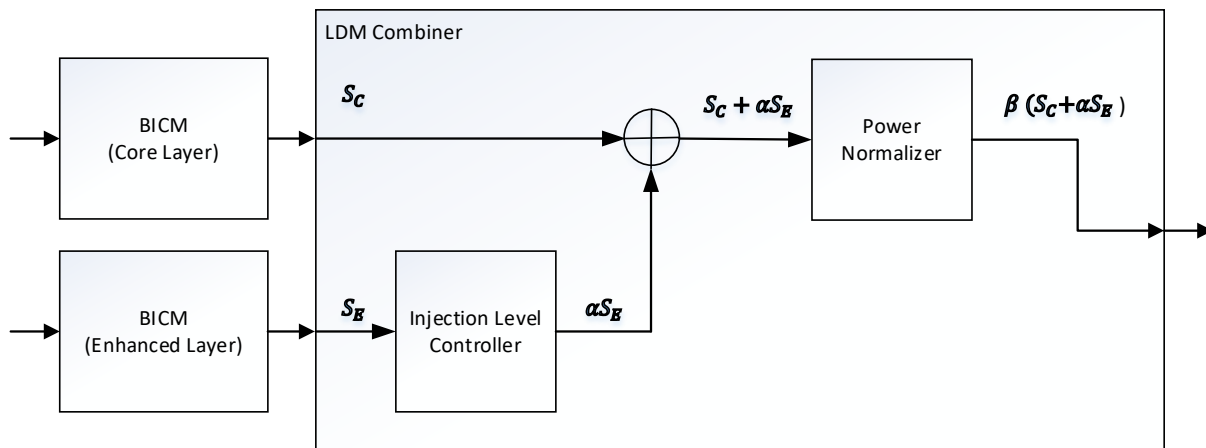 LDM Combiner
BICM
(Core Layer)
S_C
S_C + αS_E
Power
Normalizer
β (S_C+αS_E )
BICM
(Enhanced Layer)
S_E
Injection Level
Controller
αS_E